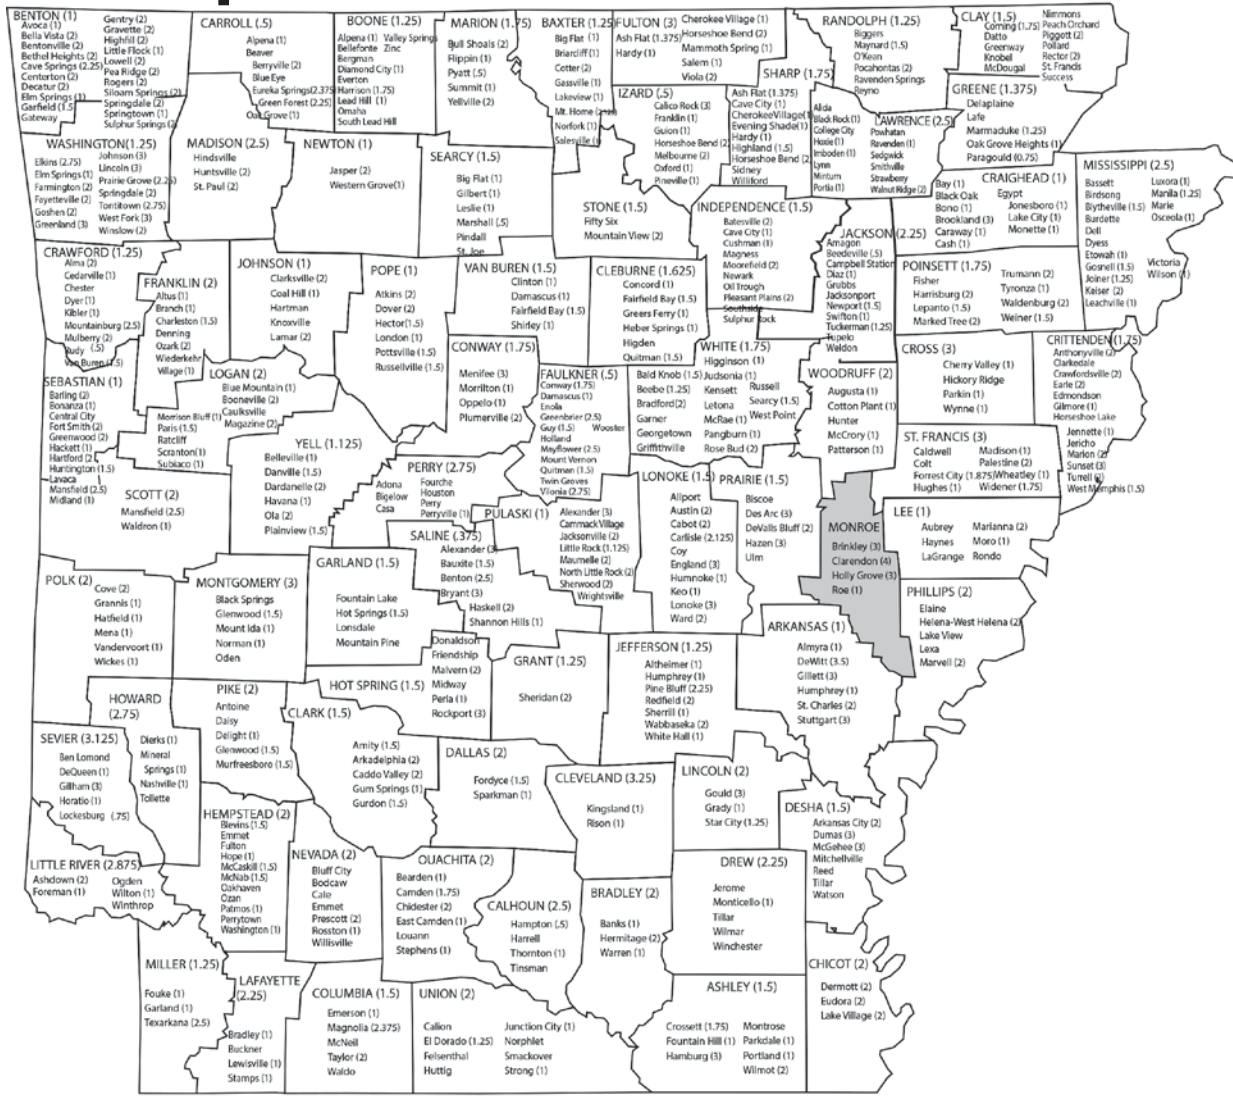 BENTON (1)
Avoca (1)
Bella Vista (2)
Bentonville (2)
Bethel Heights (2)
Cave Springs (2.25)
Centerton (2)
Decatur (2)
Elm Springs (1)
Garfield (1.5)
Gateway
Gentry (2)
Gravette (2)
Highfill (2)
Little Flock (1)
Lowell (2)
Pea Ridge (2)
Rogers (2)
Siloam Springs (2)
Springdale (2)
Springtown (1)
Sulphur Springs (2)
CARROLL (.5)
Alpena (1)
Beaver
Berryville (2)
Blue Eye
Eureka Springs(2.375)
Green Forest (2.25)
Oak Grove (1)
BOONE (1.25)
Alpena (1) Valley Springs
Bellefonte Zinc
Bergman
Diamond City (1)
Everton
Harrison (1.75)
Lead Hill (1)
Omaha
South Lead Hill
MARION (1.75)
Bull Shoals (2)
Flippin (1)
Pyatt (.5)
Summit (1)
Yellville (2)
BAXTER (1.25)
Big Flat (1)
Briarcliff (1)
Cotter (2)
Gassville (1)
Lakeview (1)
Mt. Home
Norfork (1)
Salesville
FULTON (3)
Ash Flat (1.375)
Hardy (1)
Cherokee Village (1)
Horseshoe Bend (2)
Mammoth Spring (1)
Salem (1)
Viola (2)
SHARP (1.75)
Ash Flat (1.375)
Cave City (1)
CherokeeVillage(1)
Evening Shade(1)
Hardy (1)
Highland (1.5)
Horseshoe Bend (2)
Sidney
Williford
RANDOLPH (1.25)
Biggers
Maynard (1.5)
O'Kean
Pocahontas (2)
Ravenden Springs
Reyno
CLAY (1.5)
Corning (1.75)
Datto
Greenway
Knobel
McDougal
Nimmons
Peach Orchard
Piggott (2)
Pollard
Rector (2)
St. Francis
Success
GREENE (1.375)
Delaplaine
Lafe
Marmaduke (1.25)
Oak Grove Heights (1)
Paragould (0.75)
IZARD (.5)
Calico Rock (3)
Franklin (1)
Guion (1)
Horseshoe Bend (2)
Melbourne (2)
Oxford (1)
Pineville (1)
LAWRENCE (2.5)
Alida
Black Rock (1)
College City
Hoxie (1)
Imboden (1)
Lynn
Minturn
Portia (1)
Powhatan
Ravenden (1)
Sedgwick
Smithville
Strawberry
Walnut Ridge (2)
WASHINGTON(1.25)
Elkins (2.75)
Elm Springs (1)
Farmington (2)
Fayetteville (2)
Goshen (2)
Greenland (3)
Johnson (3)
Lincoln (3)
Prairie Grove (2.25)
Springdale (2)
Tontitown (2.75)
West Fork (3)
Winslow (2)
MADISON (2.5)
Hindsville
Huntsville (2)
St. Paul (2)
NEWTON (1)
Jasper (2)
Western Grove(1)
SEARCY (1.5)
Big Flat (1)
Gilbert (1)
Leslie (1)
Marshall (.5)
Pindall
St. Joe
STONE (1.5)
Fifty Six
Mountain View (2)
INDEPENDENCE (1.5)
Batesville (2)
Cave City (1)
Cushman (1)
Magness
Moorefield (2)
Newark
Oil Trough
Pleasant Plains (2)
Southside
Sulphur Rock
JACKSON (2.25)
Amagon
Beedeville (.5)
Campbell Station
Diaz (1)
Grubbs
Jacksonport
Newport (1.5)
Swifton (1)
Tuckerman (1.25)
Tupelo
Weldon
CRAIGHEAD (1)
Bay (1)
Black Oak
Bono (1)
Brookland (3)
Caraway (1)
Cash (1)
Egypt
Jonesboro (1)
Lake City (1)
Monette (1)
MISSISSIPPI (2.5)
Bassett
Birdsong
Blytheville (1.5)
Burdette
Dell
Dyess
Etowah (1)
Gosnell (1.5)
Joiner (1.25)
Keiser (2)
Leachville (1)
Luxora (1)
Manila (1.25)
Marie
Osceola (1)
Victoria
Wilson (1)
CRAWFORD (1.25)
Alma (2)
Cedarville (1)
Chester
Dyer (1)
Kibler (1)
Mountainburg (2.5)
Mulberry (2)
Rudy (.5)
Van Buren (1.5)
FRANKLIN (2)
Altus (1)
Branch (1)
Charleston (1.5)
Denning
Ozark (2)
Wiederkehr
Village (1)
JOHNSON (1)
Clarksville (2)
Coal Hill (1)
Hartman
Knoxville
Lamar (2)
POPE (1)
Atkins (2)
Dover (2)
Hector(1.5)
London (1)
Pottsville (1.5)
Russellville (1.5)
VAN BUREN (1.5)
Clinton (1)
Damascus (1)
Fairfield Bay (1.5)
Shirley (1)
CLEBURNE (1.625)
Concord (1)
Fairfield Bay (1.5)
Greers Ferry (1)
Heber Springs (1)
Higden
Quitman (1.5)
POINSETT (1.75)
Fisher
Harrisburg (2)
Lepanto (1.5)
Marked Tree (2)
Trumann (2)
Tyronza (1)
Waldenburg (2)
Weiner (1.5)
CONWAY (1.75)
Menifee (3)
Morrilton (1)
Oppelo (1)
Plumerville (2)
FAULKNER (.5)
Conway (1.75)
Damascus (1)
Enola
Greenbrier (2.5)
Guy (1.5) Wooster
Holland
Mayflower (2.5)
Mount Vernon
Quitman (1.5)
Twin Groves
Vilonia (2.75)
WHITE (1.75)
Bald Knob (1.5)
Beebe (1.25)
Bradford(2)
Garner
Georgetown
Griffithville
Higginson (1)
Judsonia (1)
Kensett
Letona
McRae (1)
Pangburn (1)
Rose Bud (2)
Russell
Searcy (1.5)
West Point
WOODRUFF (2)
Augusta (1)
Cotton Plant (1)
Hunter
McCrory (1)
Patterson (1)
CROSS (3)
Cherry Valley (1)
Hickory Ridge
Parkin (1)
Wynne (1)
CRITTENDEN (1.75)
Anthonyville (2)
Clarkedale
Crawfordsville (2)
Earle (2)
Edmondson
Gilmore (1)
Horseshoe Lake
Jennette (1)
Jericho
Marion (2)
Sunset (3)
Turrell (1)
West Memphis (1.5)
SEBASTIAN (1)
Barling (2)
Bonanza (1)
Central City
Fort Smith (2)
Greenwood (2)
Hackett (1)
Hartford (2)
Huntington (1.5)
Lavaca
Mansfield (2.5)
Midland (1)
LOGAN (2)
Blue Mountain (1)
Booneville (2)
Caulksville
Magazine (2)
Morrison Bluff (1)
Paris (1.5)
Ratcliff
Scranton(1)
Subiaco (1)
YELL (1.125)
Belleville (1)
Danville (1.5)
Dardanelle (2)
Havana (1)
Ola (2)
Plainview (1.5)
PERRY (2.75)
Adona
Bigelow
Casa
Fourche
Houston
Perry
Perryville (1)
SCOTT (2)
Mansfield (2.5)
Waldron (1)
PULASKI (1)
Alexander (3)
Cammack Village
Jacksonville (2)
Little Rock (1.125)
Maumelle (2)
North Little Rock (2)
Sherwood (2)
Wrightsville
SALINE (.375)
Alexander (3)
Bauxite (1.5)
Benton (2.5)
Bryant (3)
Haskell (2)
Shannon Hills (1)
LONOKE (1.5)
Allport
Austin (2)
Cabot (2)
Carlisle (2.125)
Coy
England (3)
Humnoke (1)
Keo (1)
Lonoke (3)
Ward (2)
PRAIRIE (1.5)
Biscoe
Des Arc (3)
DeValls Bluff (2)
Hazen (3)
Ulm
ST. FRANCIS (3)
Caldwell
Colt
Forrest City (1.875)
Hughes (1)
Madison (1)
Palestine (2)
Wheatley (1)
Widener (1.75)
MONROE
Brinkley (3)
Clarendon (4)
Holly Grove (3)
Roe (1)
LEE (1)
Aubrey
Haynes
LaGrange
Marianna (2)
Moro (1)
Rondo
PHILLIPS (2)
Elaine
Helena-West Helena (2)
Lake View
Lexa
Marvell (2)
POLK (2)
Cove (2)
Grannis (1)
Hatfield (1)
Mena (1)
Vandervoort (1)
Wickes (1)
MONTGOMERY (3)
Black Springs
Glenwood (1.5)
Mount Ida (1)
Norman (1)
Oden
GARLAND (1.5)
Fountain Lake
Hot Springs (1.5)
Lonsdale
Mountain Pine
HOT SPRING (1.5)
Donaldson
Friendship
Malvern (2)
Midway
Perla (1)
Rockport (3)
GRANT (1.25)
Sheridan (2)
JEFFERSON (1.25)
Altheimer (1)
Humphrey (1)
Pine Bluff (2.25)
Redfield (2)
Sherrill (1)
Wabbaseka (2)
White Hall (1)
ARKANSAS (1)
Almyra (1)
DeWitt (3.5)
Gillett (3)
Humphrey (1)
St. Charles (2)
Stuttgart (3)
HOWARD
(2.75)
Dierks (1)
Mineral
Springs (1)
Nashville (1)
Tollette
PIKE (2)
Antoine
Daisy
Delight (1)
Glenwood (1.5)
Murfreesboro (1.5)
CLARK (1.5)
Amity (1.5)
Arkadelphia (2)
Caddo Valley (2)
Gum Springs (1)
Gurdon (1.5)
SEVIER (3.125)
Ben Lomond
DeQueen (1)
Gillham (3)
Horatio (1)
Lockesburg (.75)
DALLAS (2)
Fordyce (1.5)
Sparkman (1)
CLEVELAND (3.25)
Kingsland (1)
Rison (1)
LINCOLN (2)
Gould (3)
Grady (1)
Star City (1.25)
DESHA (1.5)
Arkansas City (2)
Dumas (3)
McGehee (3)
Mitchellville
Reed
Tillar
Watson
HEMPSTEAD (2)
Blevins (1.5)
Emmet
Fulton
Hope (1)
McCaskill (1.5)
McNab (1.5)
Oakhaven
Ozan
Patmos (1)
Perrytown
Washington (1)
LITTLE RIVER (2.875)
Ashdown (2)
Foreman (1)
Ogden
Wilton (1)
Winthrop
NEVADA (2)
Bluff City
Bodcaw
Cale
Emmet
Prescott (2)
Rosston (1)
Willisville
OUACHITA (2)
Bearden (1)
Camden (1.75)
Chidester (2)
East Camden (1)
Louann
Stephens (1)
CALHOUN (2.5)
Hampton (.5)
Harrell
Thornton (1)
Tinsman
BRADLEY (2)
Banks (1)
Hermitage (2)
Warren (1)
DREW (2.25)
Jerome
Monticello (1)
Tillar
Wilmar
Winchester
MILLER (1.25)
Fouke (1)
Garland (1)
Texarkana (2.5)
LAFAYETTE
(2.25)
Bradley (1)
Buckner
Lewisville (1)
Stamps (1)
COLUMBIA (1.5)
Emerson (1)
Magnolia (2.375)
McNeil
Taylor (2)
Waldo
UNION (2)
Calion
El Dorado (1.25)
Felsenthal
Huttig
Junction City (1)
Norphlet
Smackover
Strong (1)
ASHLEY (1.5)
Crossett (1.75)
Fountain Hill (1)
Hamburg (3)
Montrose
Parkdale (1)
Portland (1)
Wilmot (2)
CHICOT (2)
Dermott (2)
Eudora (2)
Lake Village (2)